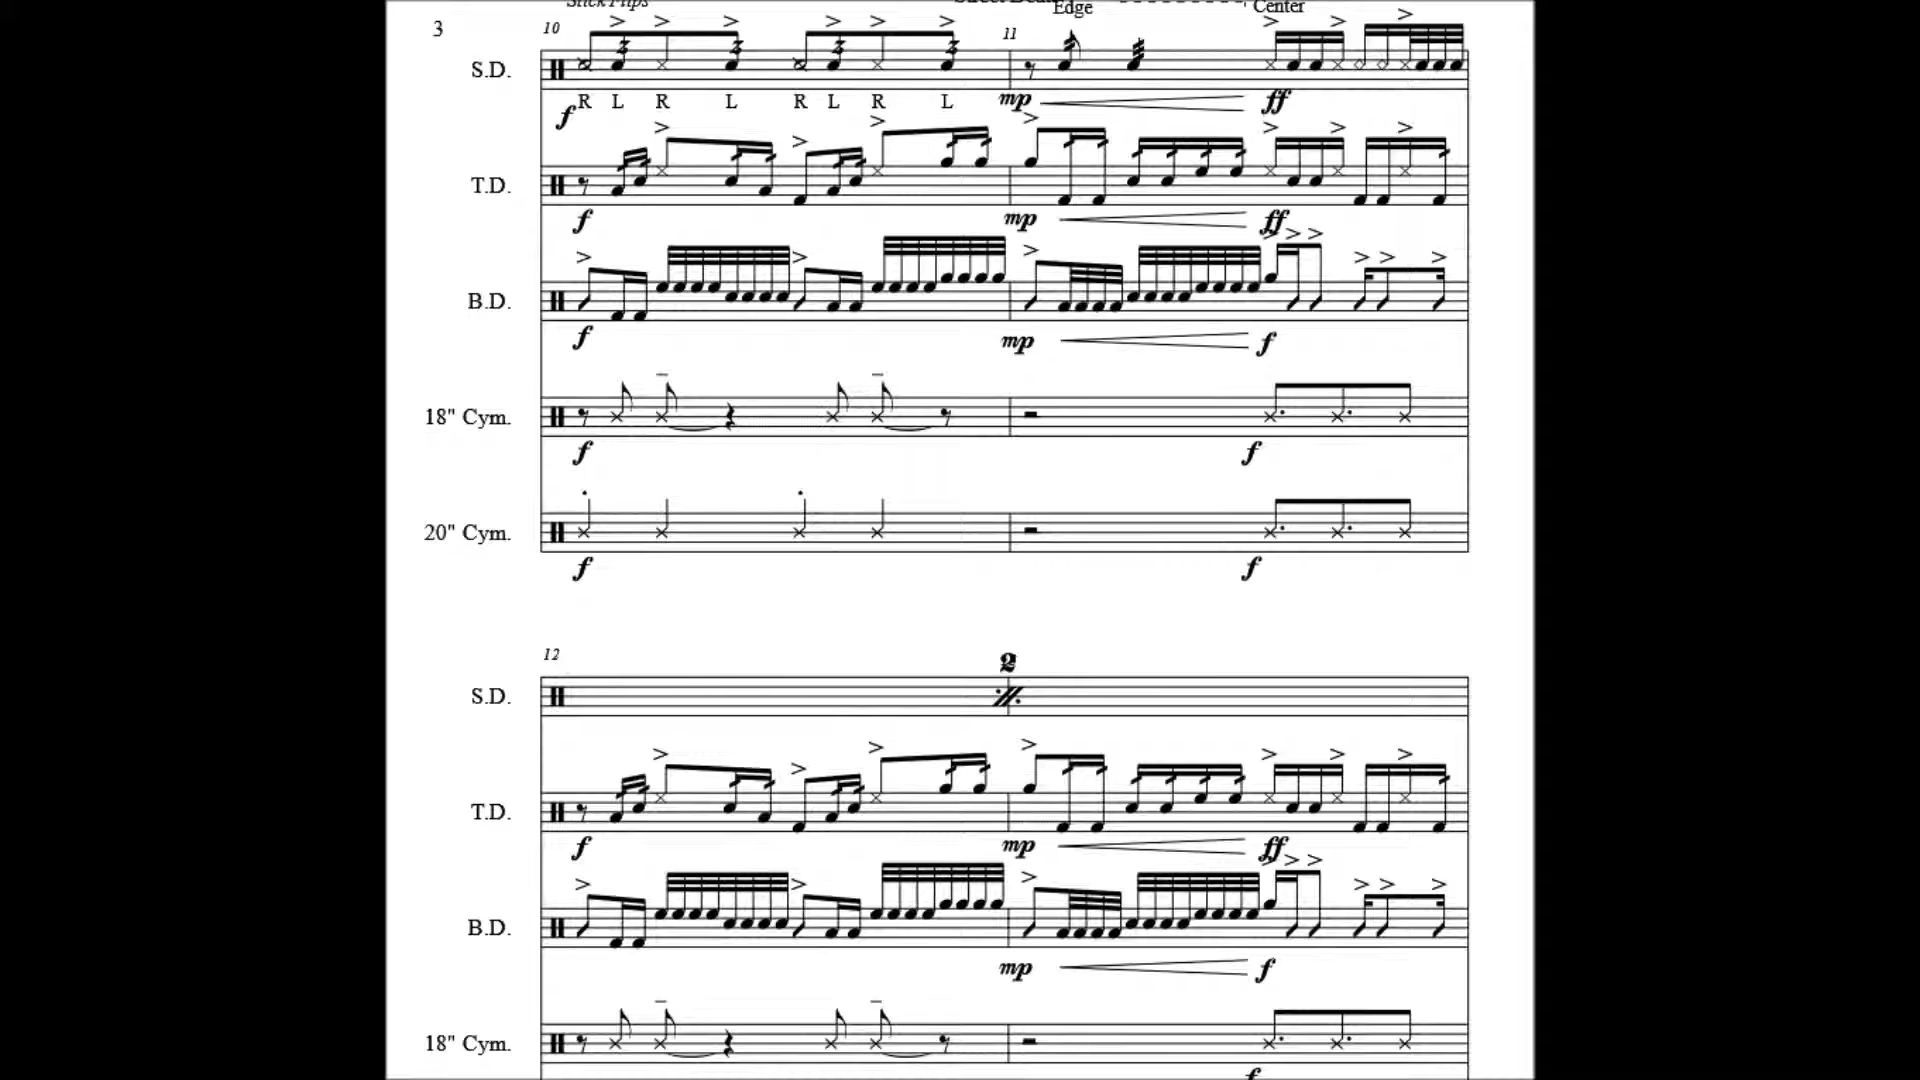 Stick Flips
Edge
Center
3
10
11
S.D.
R L R L R L R L
f
mp
ff
T.D.
f
mp
ff
B.D.
f
mp
f
18" Cym.
f
f
20" Cym.
f
f
12
2
S.D.
T.D.
f
mp
ff
B.D.
mp
f
18" Cym.
f